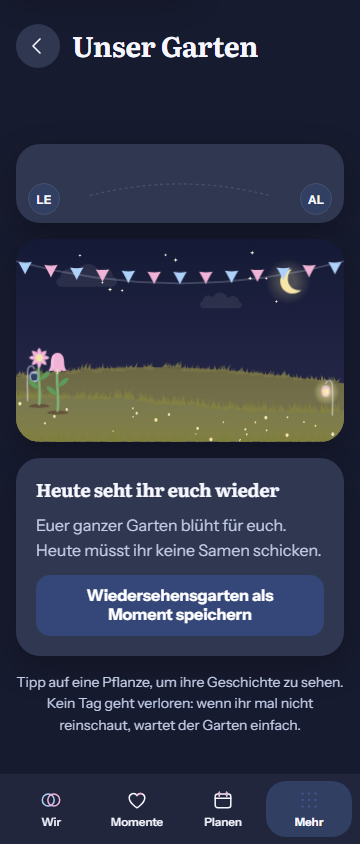 Unser Garten
LE
AL
Heute seht ihr euch wieder
Euer ganzer Garten blüht für euch.
Heute müsst ihr keine Samen schicken.
Wiedersehensgarten als
Moment speichern
Tipp auf eine Pflanze, um ihre Geschichte zu sehen.
Kein Tag geht verloren: wenn ihr mal nicht
reinschaut, wartet der Garten einfach.
Wir
Momente
Planen
Mehr